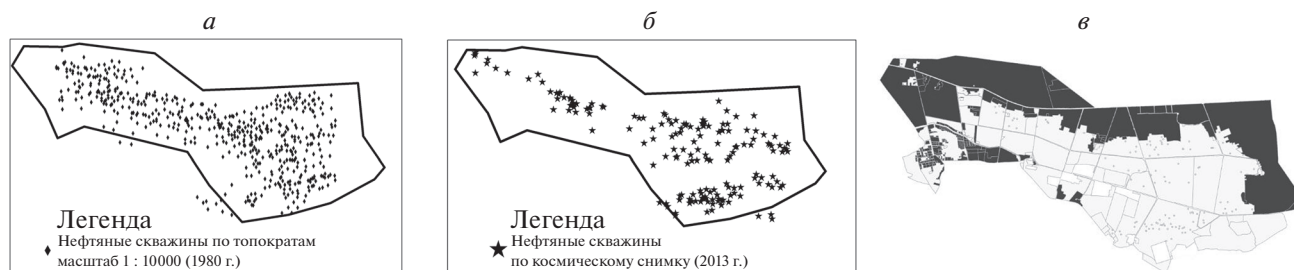 а
б
в
Легенда
Нефтяные скважины по топократам
масштаб 1 : 10000 (1980 г.)
Легенда
Нефтяные скважины
по космическому снимку (2013 г.)